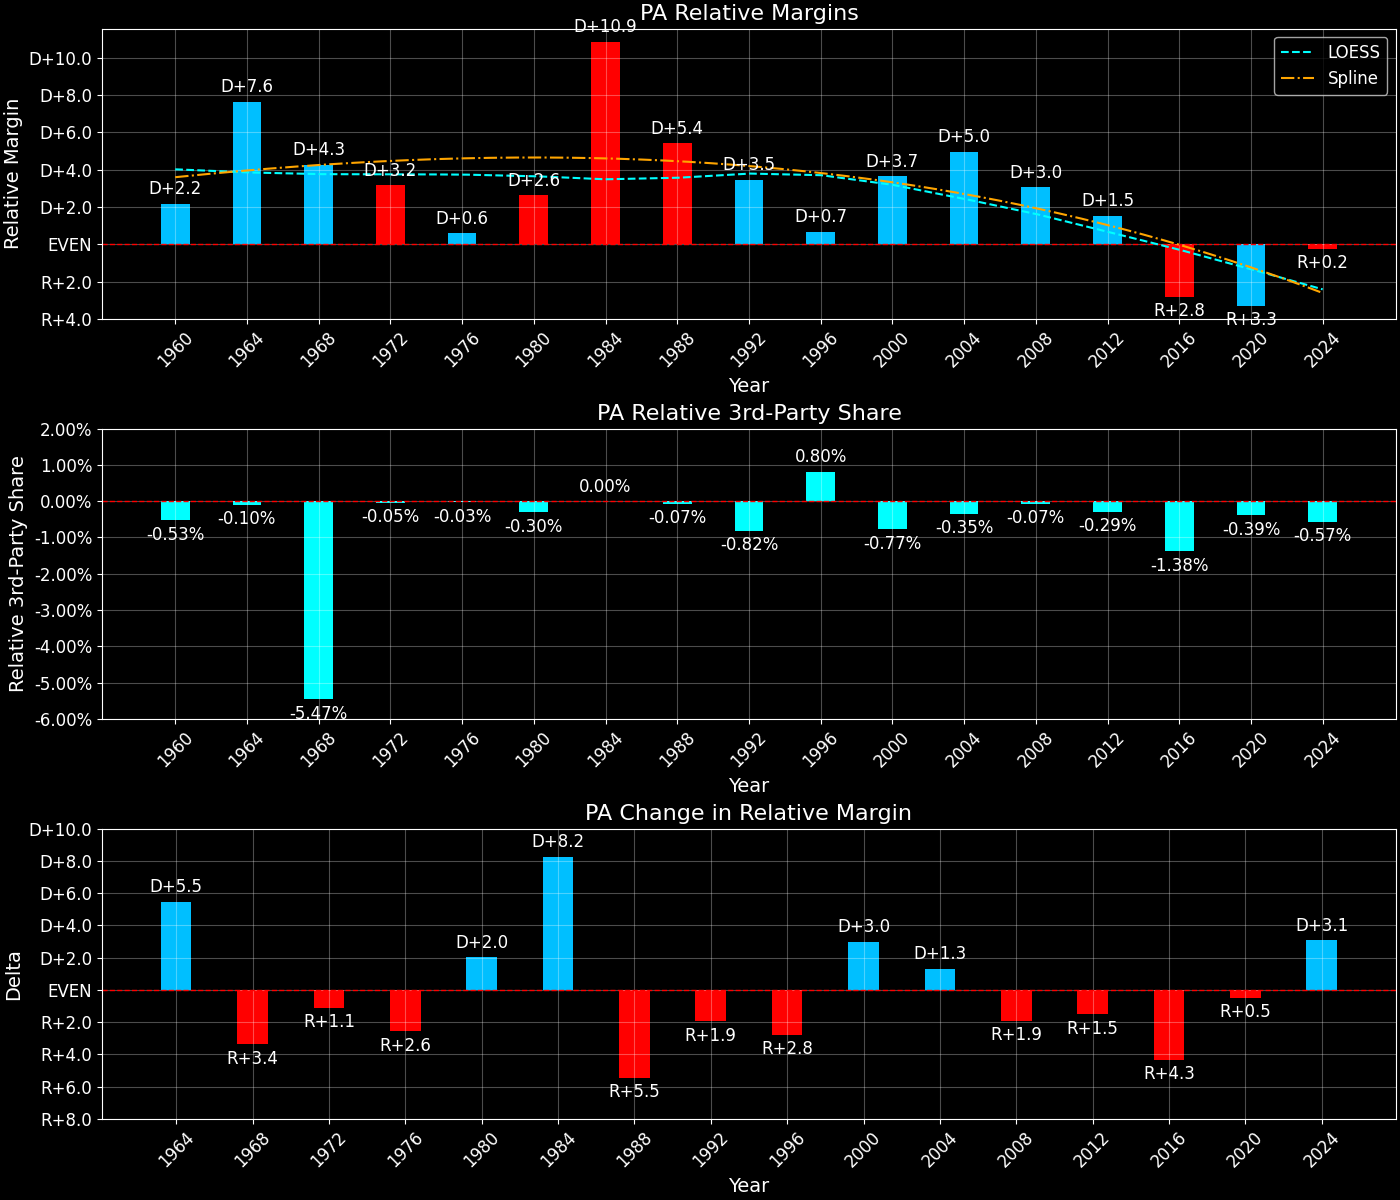 PA Relative Margins
Relative Margin
D+10.0
D+8.0
D+6.0
D+4.0
D+2.0
EVEN
R+2.0
R+4.0
D+2.2
D+7.6
D+4.3
D+3.2
D+0.6
D+2.6
D+10.9
D+5.4
D+3.5
D+0.7
D+3.7
D+5.0
D+3.0
D+1.5
R+2.8
R+3.3
R+0.2
LOESS
Spline
1960 1964 1968 1972 1976 1980 1984 1988 1992 1996 2000 2004 2008 2012 2016 2020 2024
Year
PA Relative 3rd-Party Share
Relative 3rd-Party Share
2.00%
1.00%
0.00%
-1.00%
-2.00%
-3.00%
-4.00%
-5.00%
-6.00%
-0.53%
-0.10%
-5.47%
-0.05%
-0.03%
-0.30%
0.00%
-0.07%
-0.82%
0.80%
-0.77%
-0.35%
-0.07%
-0.29%
-1.38%
-0.39%
-0.57%
1960 1964 1968 1972 1976 1980 1984 1988 1992 1996 2000 2004 2008 2012 2016 2020 2024
Year
PA Change in Relative Margin
Delta
D+10.0
D+8.0
D+6.0
D+4.0
D+2.0
EVEN
R+2.0
R+4.0
R+6.0
R+8.0
D+5.5
R+3.4
R+1.1
R+2.6
D+2.0
D+8.2
R+5.5
R+1.9
R+2.8
D+3.0
D+1.3
R+1.9
R+1.5
R+4.3
R+0.5
D+3.1
1964 1968 1972 1976 1980 1984 1988 1992 1996 2000 2004 2008 2012 2016 2020 2024
Year